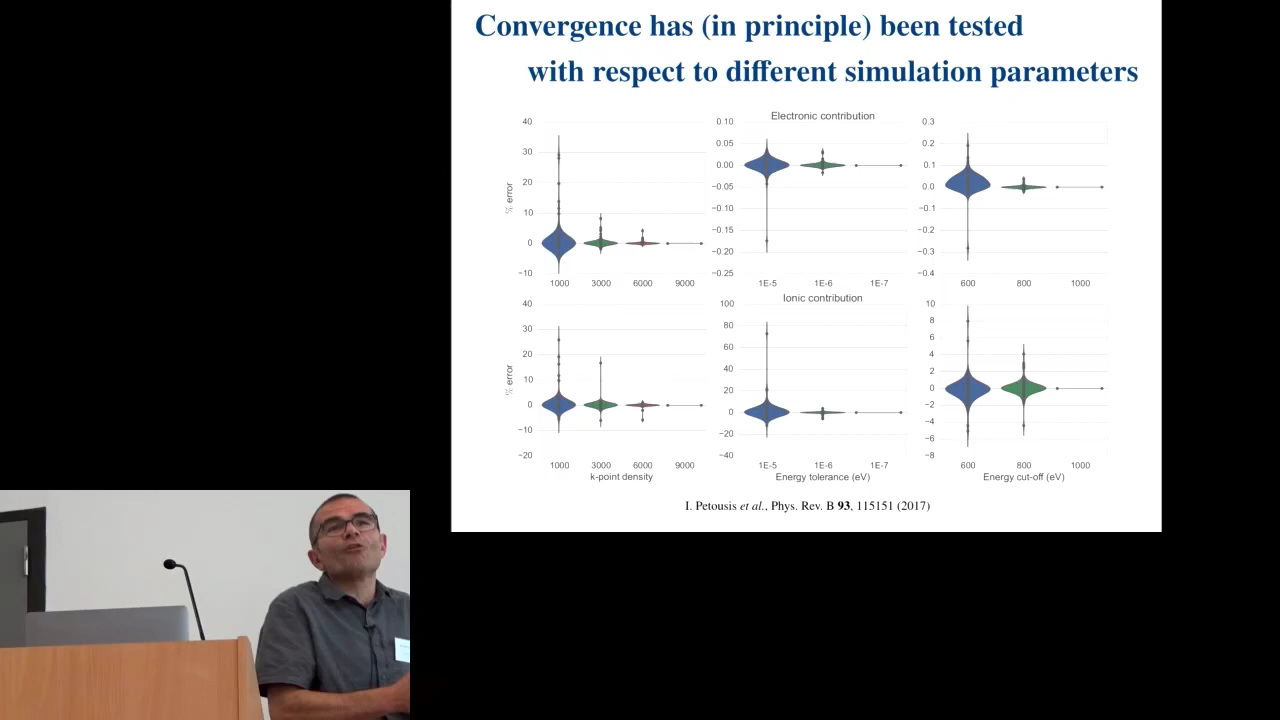 Convergence has (in principle) been tested
with respect to different simulation parameters
Electronic contribution
% error
40
30
20
10
0
−10
1000 3000 6000 9000
0.10
0.05
0.00
−0.05
−0.10
−0.15
−0.20
−0.25
1E-5 1E-6 1E-7
0.3
0.2
0.1
0.0
−0.1
−0.2
−0.3
−0.4
600 800 1000
Ionic contribution
% error
40
30
20
10
0
−10
−20
1000 3000 6000 9000
k-point density
100
80
60
40
20
0
−20
−40
1E-5 1E-6 1E-7
Energy tolerance (eV)
10
8
6
4
2
0
−2
−4
−6
−8
600 800 1000
Energy cut-off (eV)
I. Petousis et al., Phys. Rev. B 93, 115151 (2017)